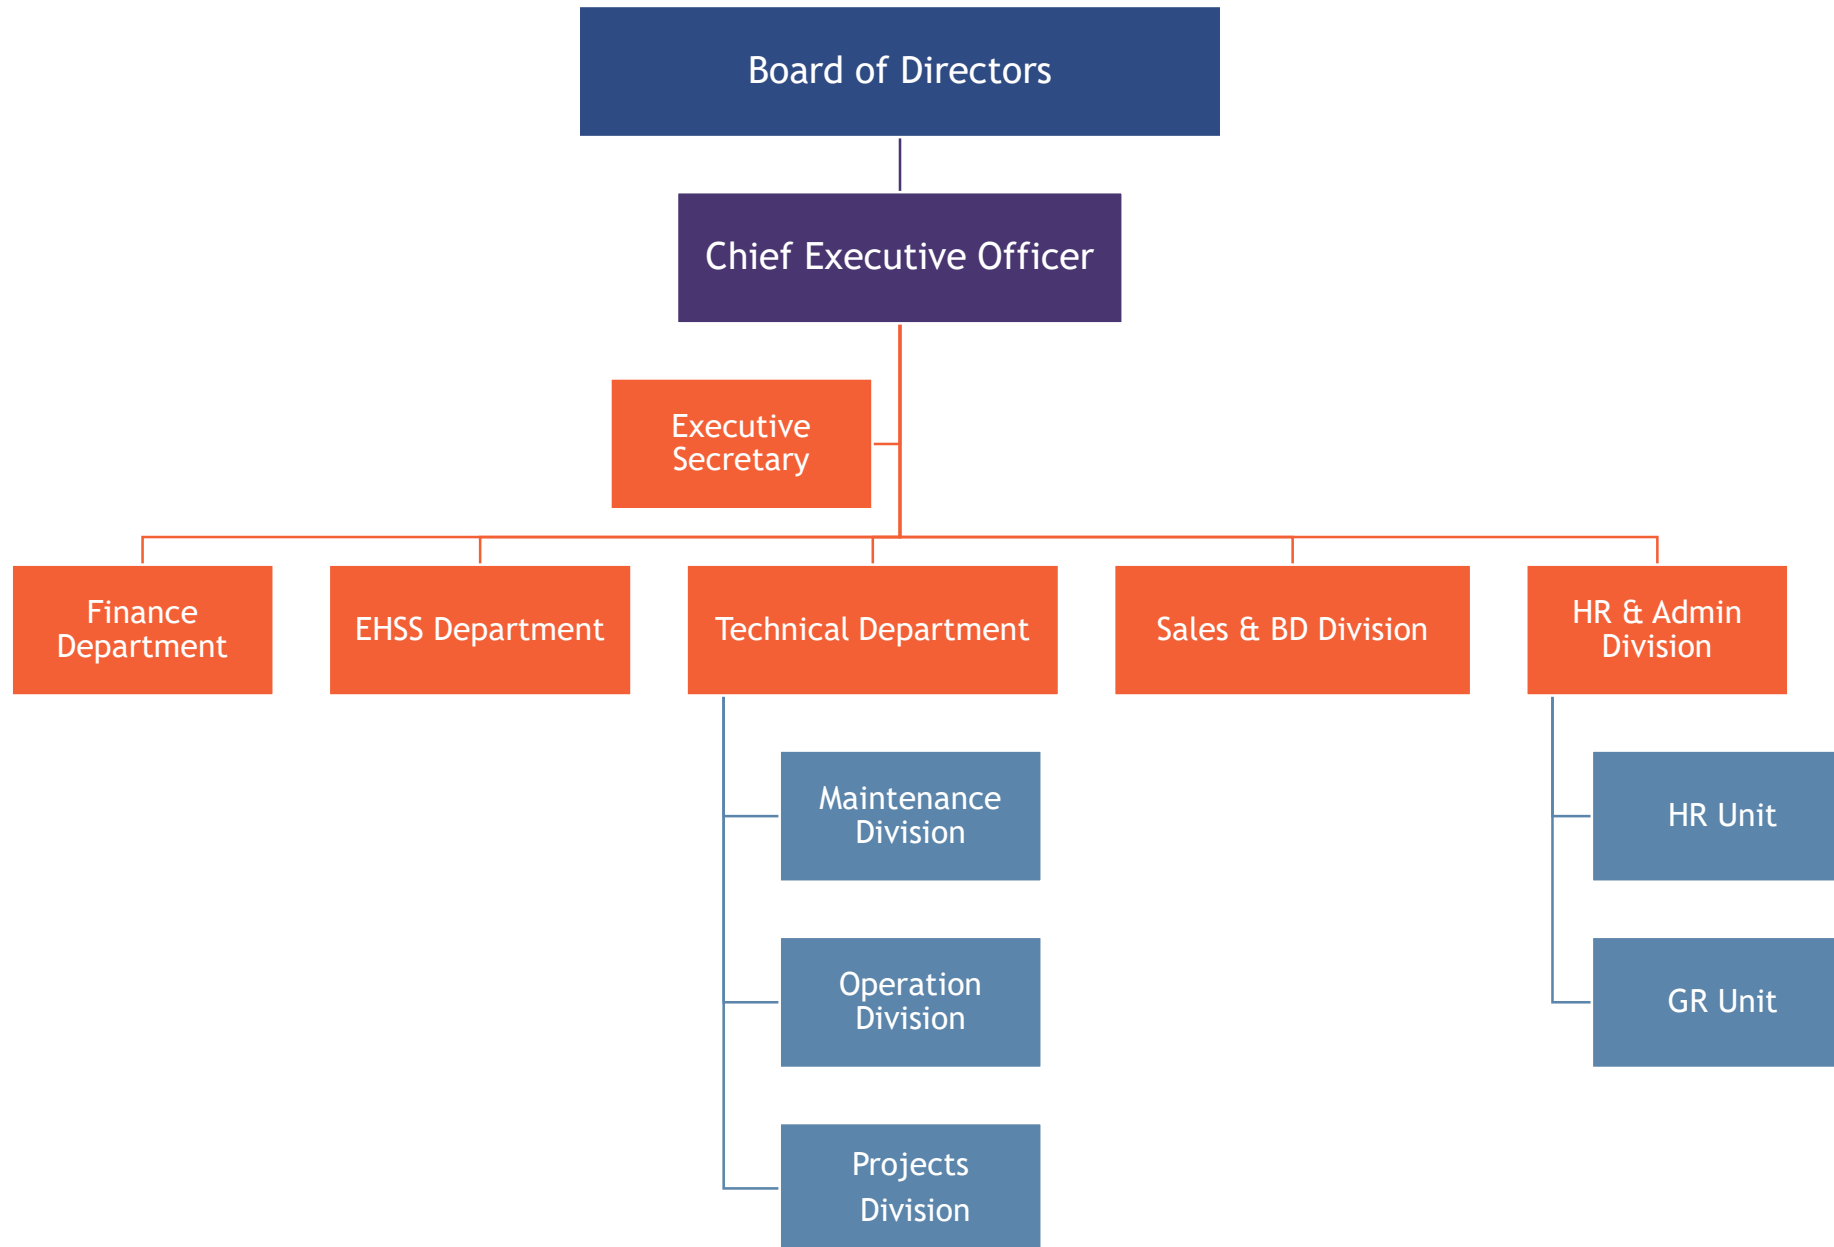 Board of Directors
Chief Executive Officer
Executive
Secretary
Finance
Department
EHSS Department
Technical Department
Sales & BD Division
HR & Admin
Division
Maintenance
Division
HR Unit
Operation
Division
GR Unit
Projects
Division